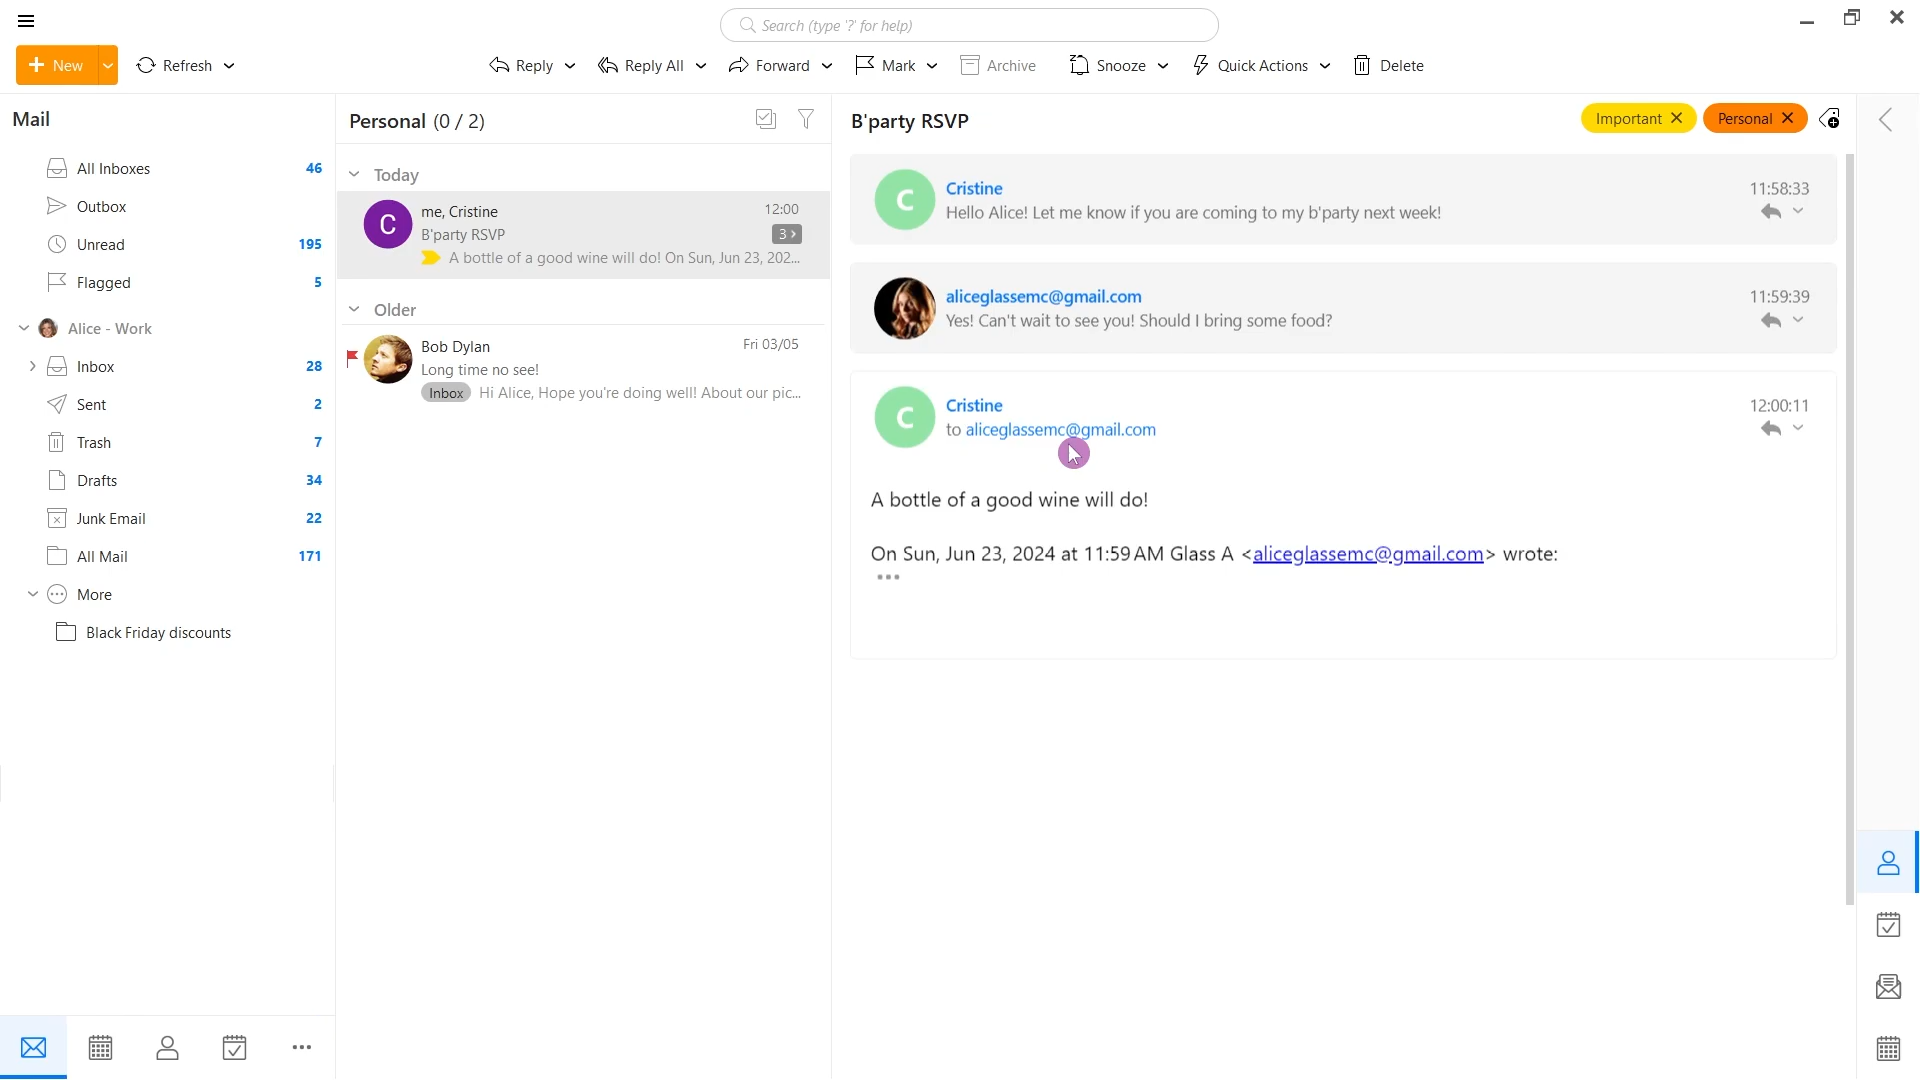 Search (type '?' for help)
New
Refresh
Reply
Reply All
Forward
Mark
Archive
Snooze
Quick Actions
Delete
Mail
All Inboxes 46
Outbox
Unread 195
Flagged 5
Alice - Work
Inbox 28
Sent 2
Trash 7
Drafts 34
Junk Email 22
All Mail 171
More
Black Friday discounts
Personal (0 / 2)
Today
C
me, Cristine 12:00
B'party RSVP 3
A bottle of a good wine will do! On Sun, Jun 23, 202...
Older
Bob Dylan Fri 03/05
Long time no see!
Inbox Hi Alice, Hope you're doing well! About our pic...
B'party RSVP
Important
Personal
C
Cristine 11:58:33
Hello Alice! Let me know if you are coming to my b'party next week!
aliceglassemc@gmail.com 11:59:39
Yes! Can't wait to see you! Should I bring some food?
C
Cristine 12:00:11
to aliceglassemc@gmail.com
A bottle of a good wine will do!
On Sun, Jun 23, 2024 at 11:59 AM Glass A <aliceglassemc@gmail.com> wrote: